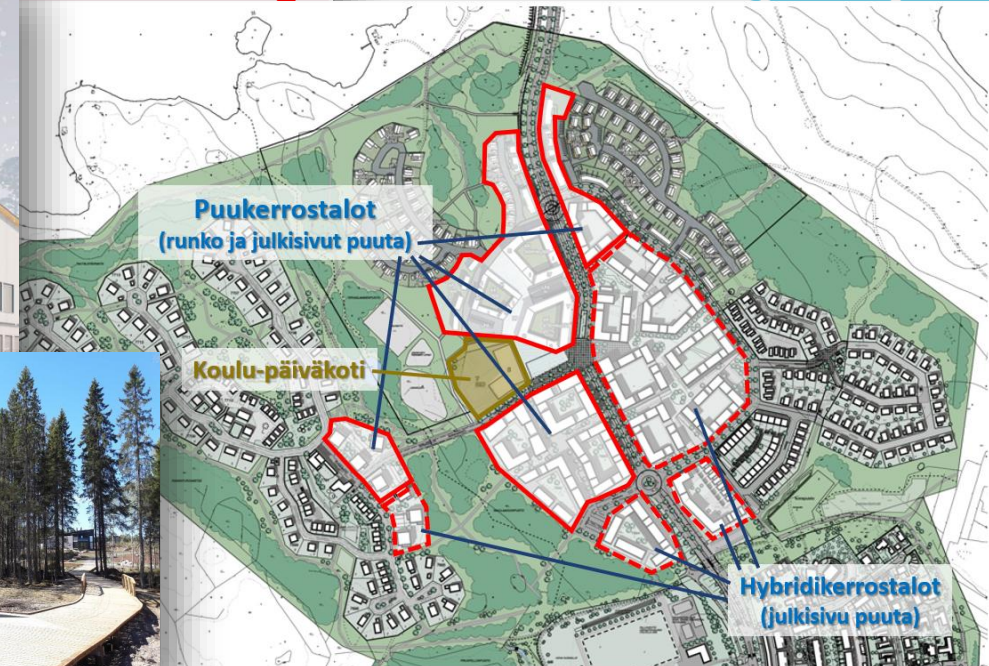 Puukerrostalot
(runko ja julkisivut puuta)
Koulu-päiväkoti
Hybridikerrostalot
(julkisivu puuta)